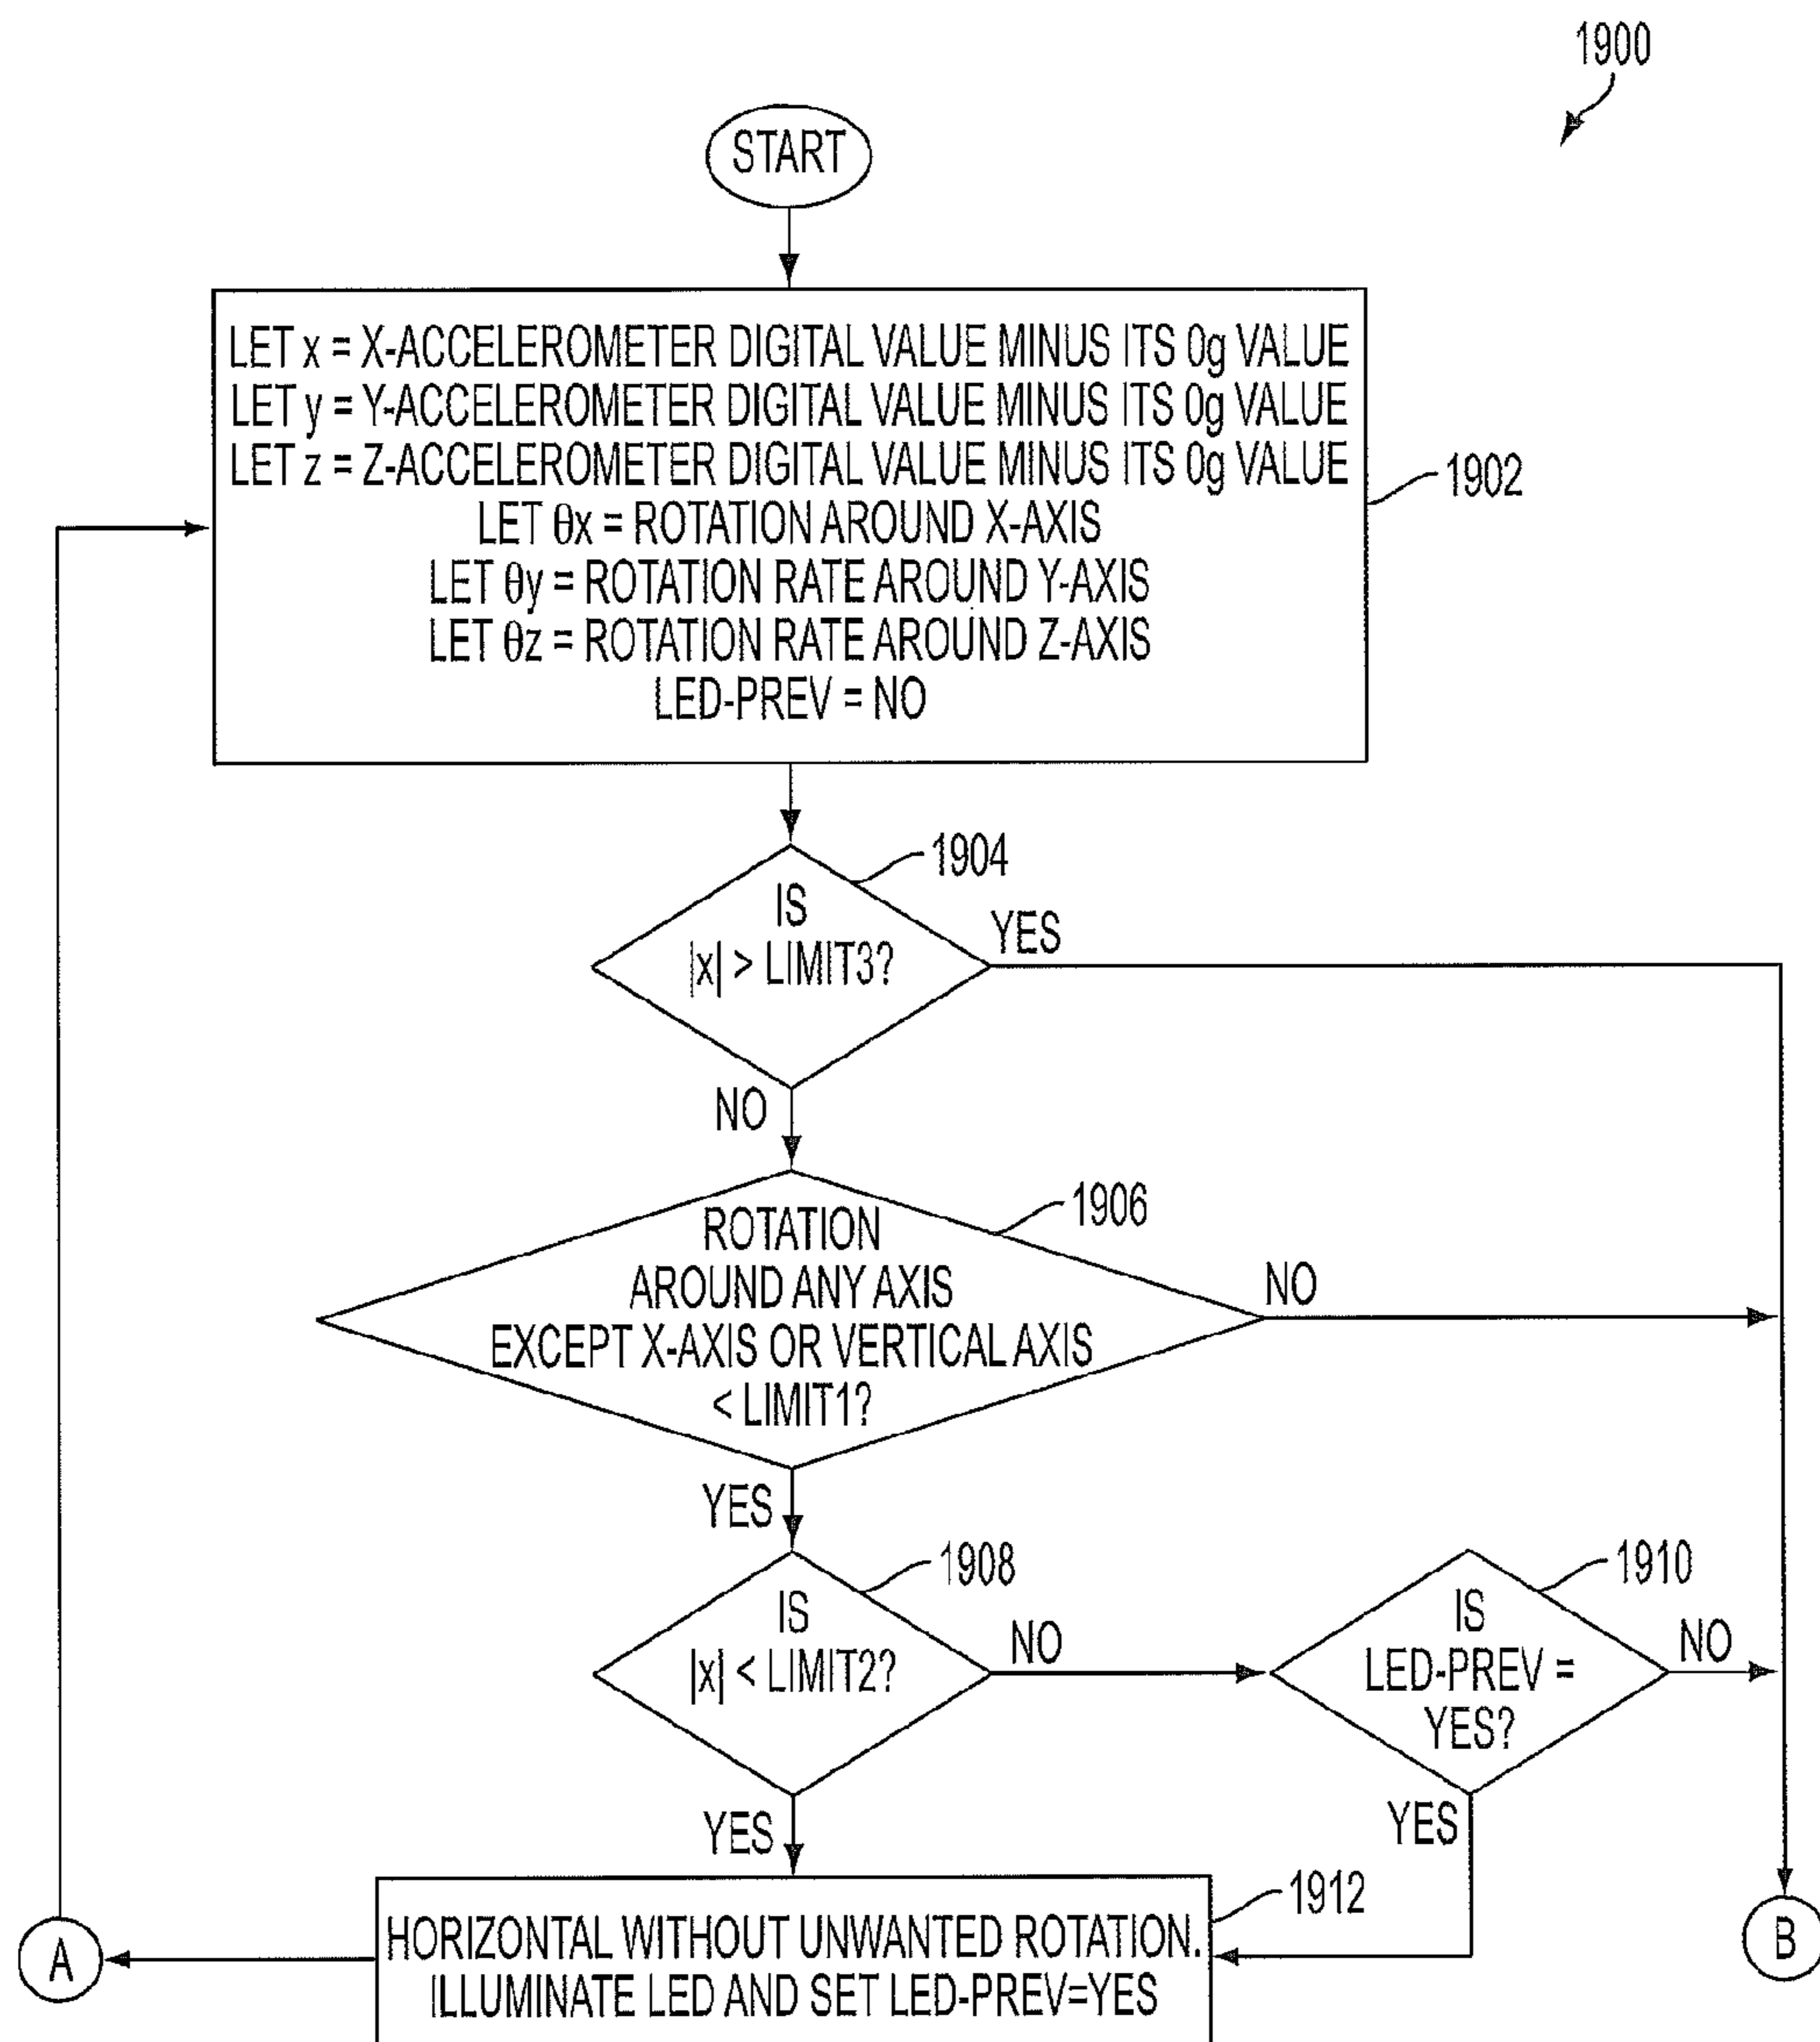 1900
START
LET x = X-ACCELEROMETER DIGITAL VALUE MINUS ITS 0g VALUE
LET y = Y-ACCELEROMETER DIGITAL VALUE MINUS ITS 0g VALUE
LET z = Z-ACCELEROMETER DIGITAL VALUE MINUS ITS 0g VALUE
LET θx = ROTATION AROUND X-AXIS
LET θy = ROTATION RATE AROUND Y-AXIS
LET θz = ROTATION RATE AROUND Z-AXIS
LED-PREV = NO
1902
1904
IS
|x| > LIMIT3?
YES
NO
1906
ROTATION
AROUND ANY AXIS
EXCEPT X-AXIS OR VERTICAL AXIS
< LIMIT1?
NO
YES
1908
IS
|x| < LIMIT2?
NO
1910
IS
LED-PREV =
YES?
NO
YES
YES
1912
HORIZONTAL WITHOUT UNWANTED ROTATION.
ILLUMINATE LED AND SET LED-PREV=YES
A
B